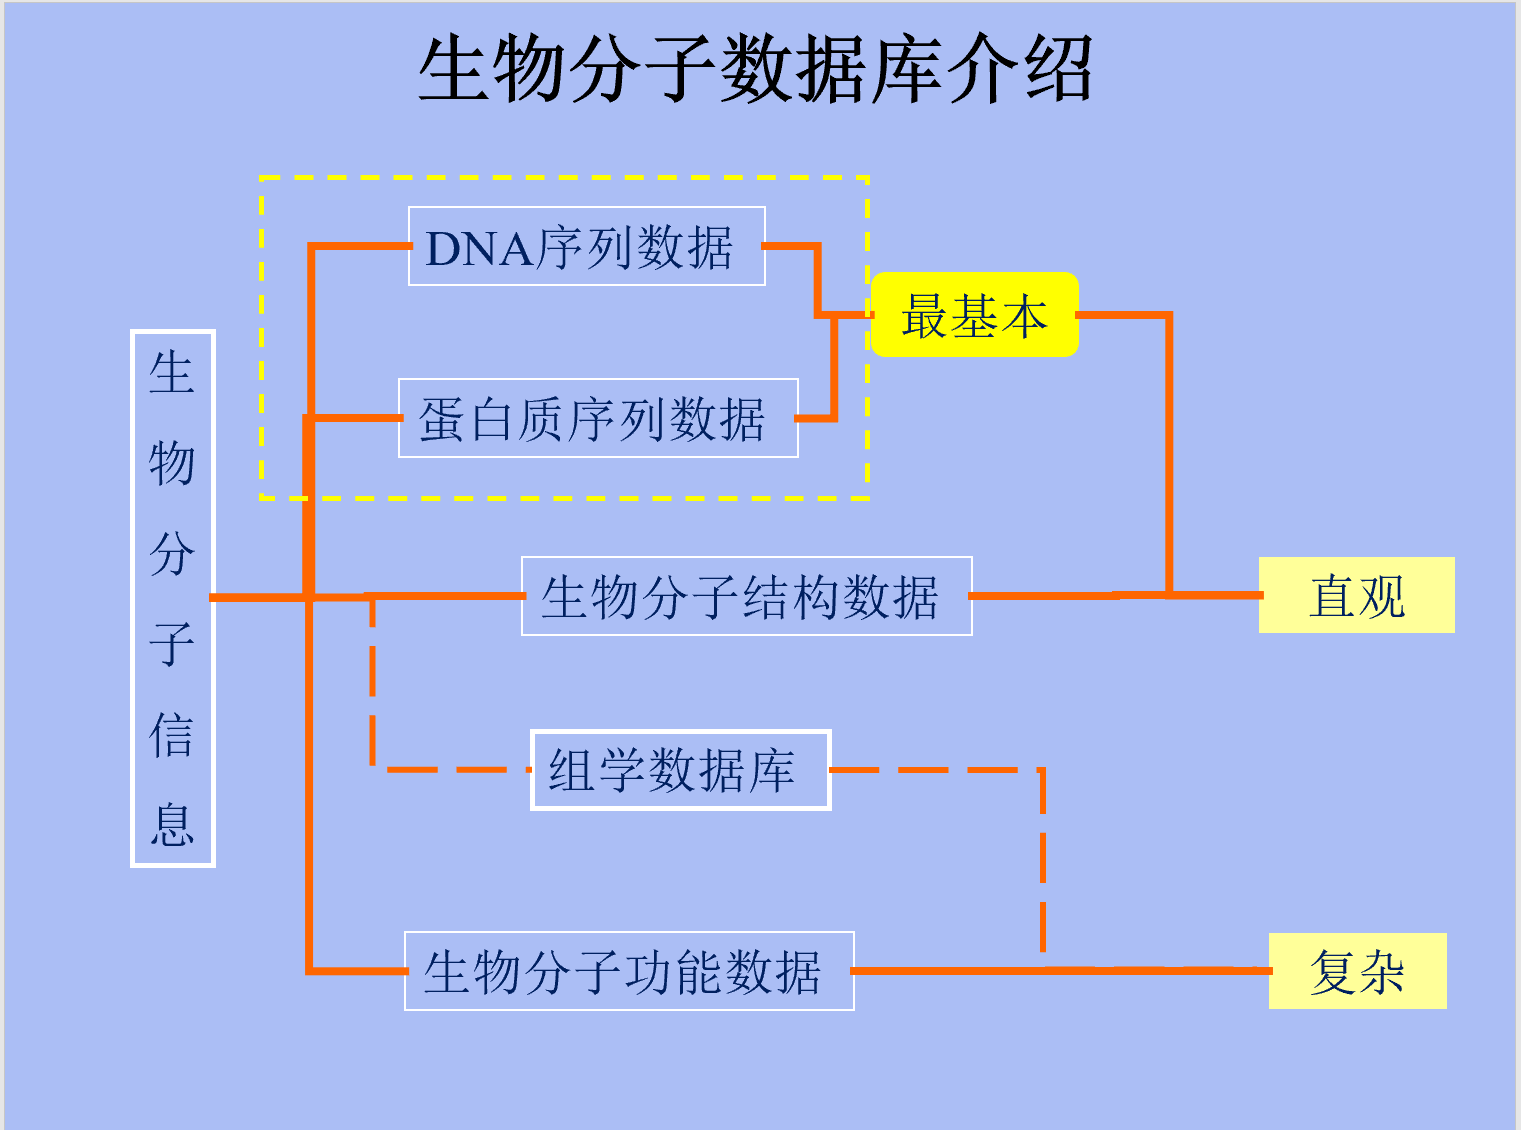 生物分子数据库介绍
DNA序列数据
最基本
蛋白质序列数据
生物分子信息
生物分子结构数据
直观
组学数据库
生物分子功能数据
复杂